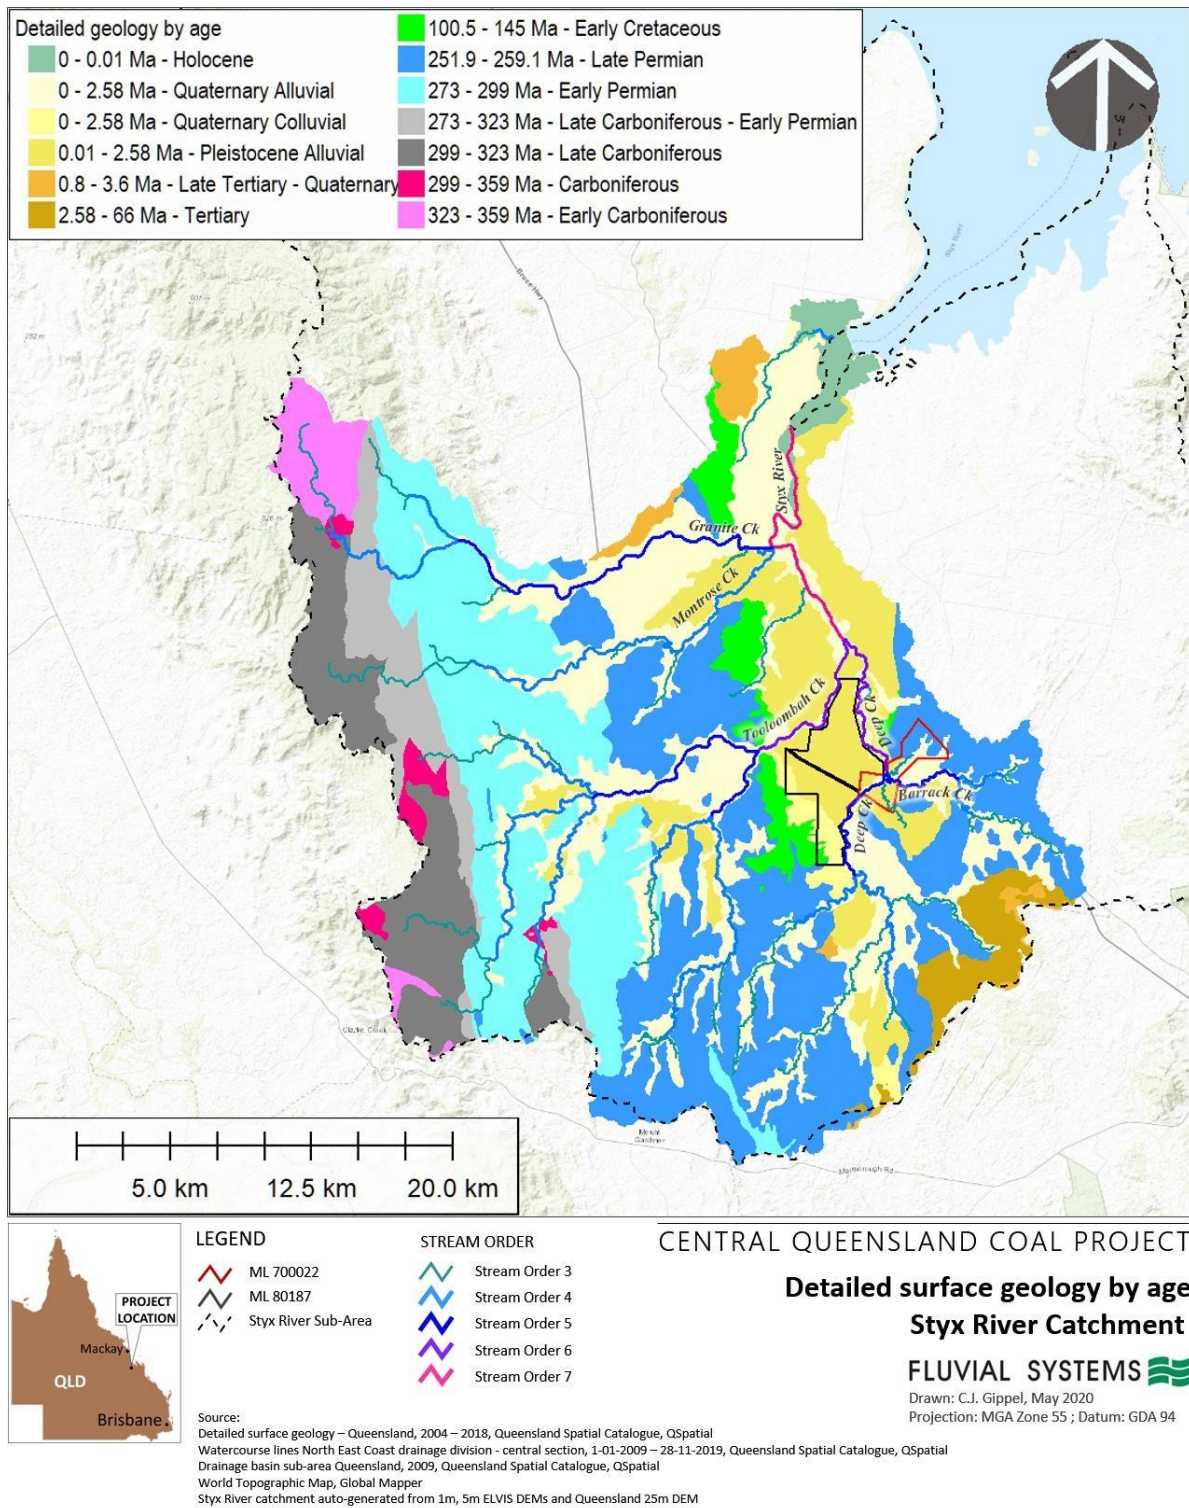 Detailed geology by age
0 - 0.01 Ma - Holocene
0 - 2.58 Ma - Quaternary Alluvial
0 - 2.58 Ma - Quaternary Colluvial
0.01 - 2.58 Ma - Pleistocene Alluvial
0.8 - 3.6 Ma - Late Tertiary - Quaternary
2.58 - 66 Ma - Tertiary
100.5 - 145 Ma - Early Cretaceous
251.9 - 259.1 Ma - Late Permian
273 - 299 Ma - Early Permian
273 - 323 Ma - Late Carboniferous - Early Permian
299 - 323 Ma - Late Carboniferous
299 - 359 Ma - Carboniferous
323 - 359 Ma - Early Carboniferous
Styx River
Bruce Hwy
Styx River
Granite Ck
Montrose Ck
Tooloombah Ck
Deep Ck
Barrack Ck
Deep Ck
Clarke Creek
Mount
Gardiner
Marlborough Rd
5.0 km 12.5 km 20.0 km
PROJECT
LOCATION
Mackay
QLD
Brisbane
LEGEND
ML 700022
ML 80187
Styx River Sub-Area
STREAM ORDER
Stream Order 3
Stream Order 4
Stream Order 5
Stream Order 6
Stream Order 7
CENTRAL QUEENSLAND COAL PROJECT
Detailed surface geology by age
Styx River Catchment
FLUVIAL SYSTEMS
Drawn: C.J. Gippel, May 2020
Projection: MGA Zone 55 ; Datum: GDA 94
Source:
Detailed surface geology – Queensland, 2004 – 2018, Queensland Spatial Catalogue, QSpatial
Watercourse lines North East Coast drainage division - central section, 1-01-2009 – 28-11-2019, Queensland Spatial Catalogue, QSpatial
Drainage basin sub-area Queensland, 2009, Queensland Spatial Catalogue, QSpatial
World Topographic Map, Global Mapper
Styx River catchment auto-generated from 1m, 5m ELVIS DEMs and Queensland 25m DEM